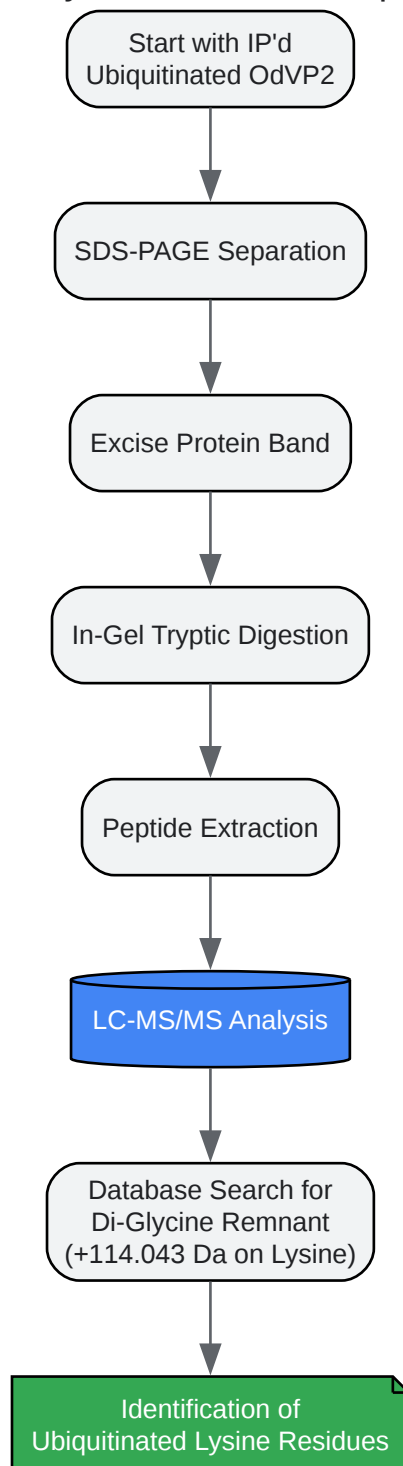 Start with IP'd
Ubiquitinated OdVP2
SDS-PAGE Separation
Excise Protein Band
In-Gel Tryptic Digestion
Peptide Extraction
LC-MS/MS Analysis
Database Search for
Di-Glycine Remnant
(+114.043 Da on Lysine)
Identification of
Ubiquitinated Lysine Residues